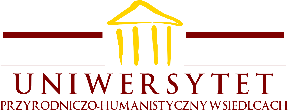 UNIWERSYTET
PRZYRODNICZO-HUMANISTYCZNY W SIEDLCACH